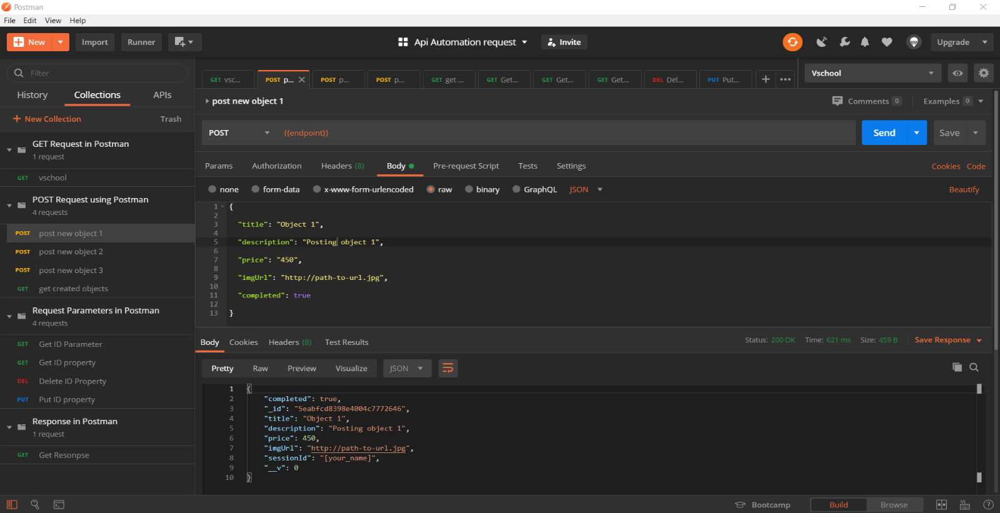 Postman
File Edit View Help
New Import Runner Api Automation request Invite Upgrade
Filter
GET vsc... POST p... POST p... POST p... GET get ... GET Get... GET Get... GET Get... DEL Del... PUT Put... Vschool
History Collections APIs
New Collection Trash
GET Request in Postman
1 request
GET vschool
POST Request using Postman
4 requests
POST post new object 1
POST post new object 2
POST post new object 3
GET get created objects
Request Parameters in Postman
4 requests
GET Get ID Parameter
GET Get ID property
DEL Delete ID Property
PUT Put ID property
Response in Postman
1 request
GET Get Resonpse
post new object 1 Comments 0 Examples 0
POST {{endpoint}} Send Save
Params Authorization Headers (8) Body Pre-request Script Tests Settings Cookies Code
none form-data x-www-form-urlencoded raw binary GraphQL JSON Beautify
1 {
2
3 "title": "Object 1",
4
5 "description": "Posting object 1",
6
7 "price": "450",
8
9 "imgUrl": "http://path-to-url.jpg",
10
11 "completed": true
12
13 }
Body Cookies Headers (8) Test Results Status: 200 OK Time: 621 ms Size: 459 B Save Response
Pretty Raw Preview Visualize JSON
1 {
2 "completed": true,
3 "_id": "5eabfcd8398e4004c7772646",
4 "title": "Object 1",
5 "description": "Posting object 1",
6 "price": 450,
7 "imgUrl": "http://path-to-url.jpg",
8 "sessionId": "[your_name]",
9 "__v": 0
10 }
Bootcamp Build Browse